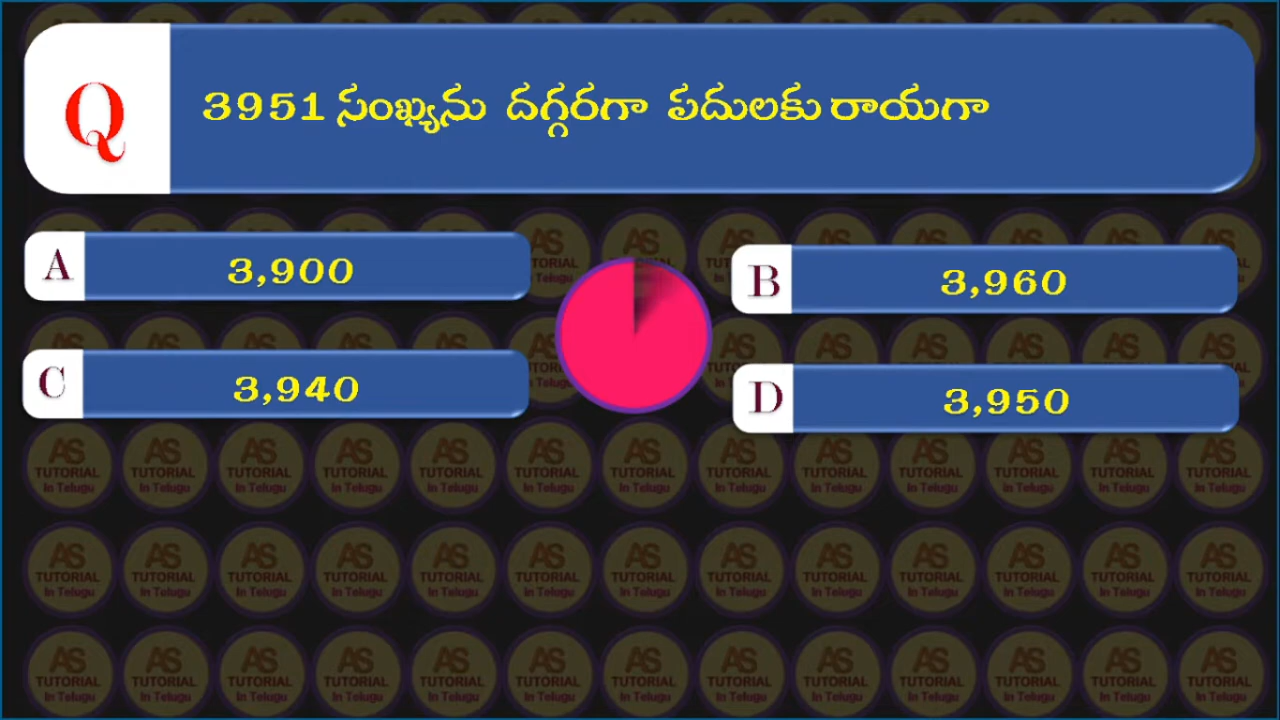 Q
3951 సంఖ్యను దగ్గరగా పదులకు రాయగా
A
3,900
B
3,960
C
3,940
D
3,950
AS
TUTORIAL
In Telugu